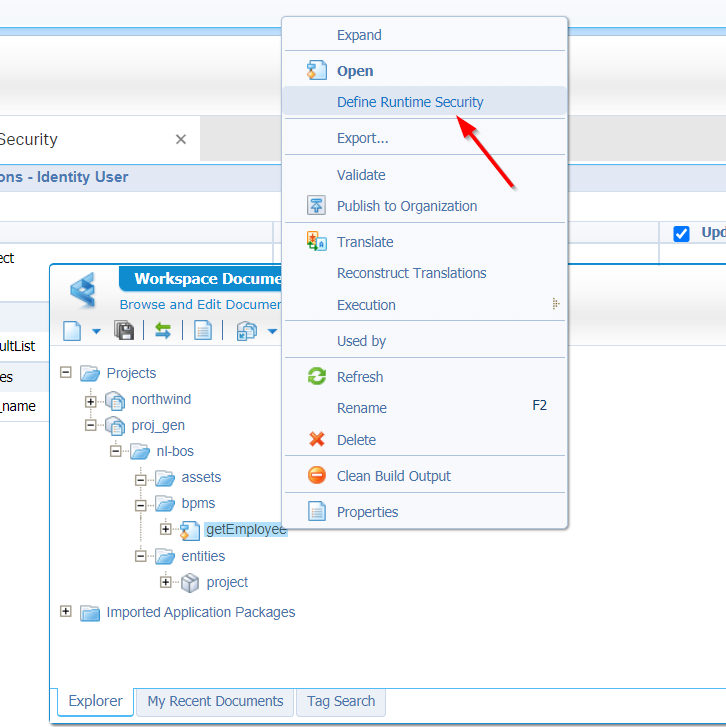 Expand
Open
Define Runtime Security
Security
Export...
ons - Identity User
Validate
Publish to Organization
Upd
Translate
ect
Workspace Docume
Reconstruct Translations
Browse and Edit Documen
Execution
Used by
ultList
Projects
Refresh
es
northwind
Rename F2
_name
proj_gen
Delete
nl-bos
assets
Clean Build Output
bpms
Properties
getEmployee
entities
project
Imported Application Packages
Explorer My Recent Documents Tag Search